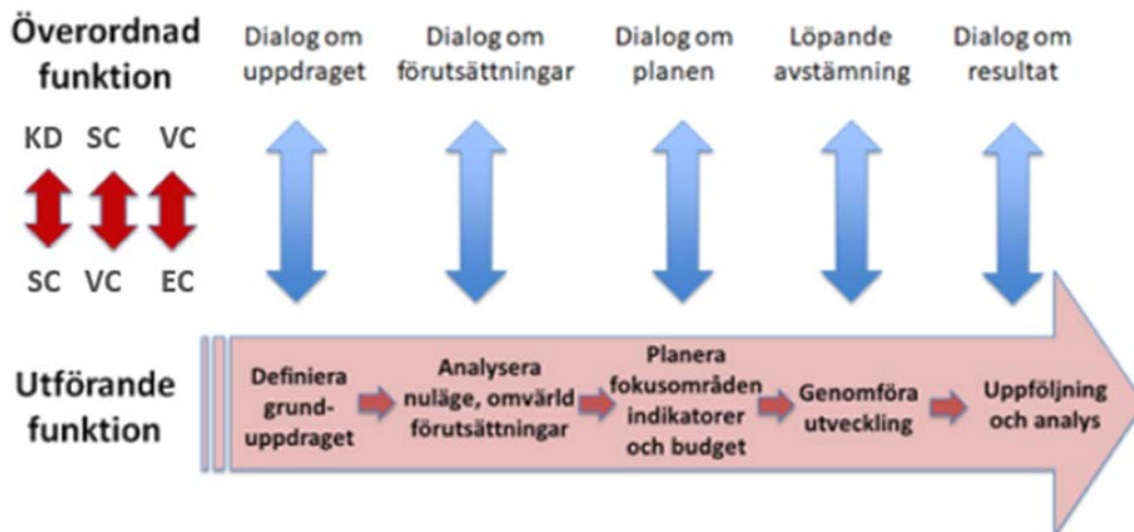 Överordnad
funktion
KD SC VC
SC VC EC
Dialog om
uppdraget
Dialog om
förutsättningar
Dialog om
planen
Löpande
avstämning
Dialog om
resultat
Utförande
funktion
Definiera
grund-
uppdraget
Analysera
nuläge, omvärld
förutsättningar
Planera
fokusområden
indikatorer
och budget
Genomföra
utveckling
Uppföljning
och analys